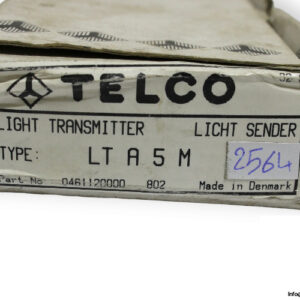 TELCO
LIGHT TRANSMITTER LICHT SENDER
TYPE: LT A 5 M
2564
Part No 0461120000 802 Made in Denmark